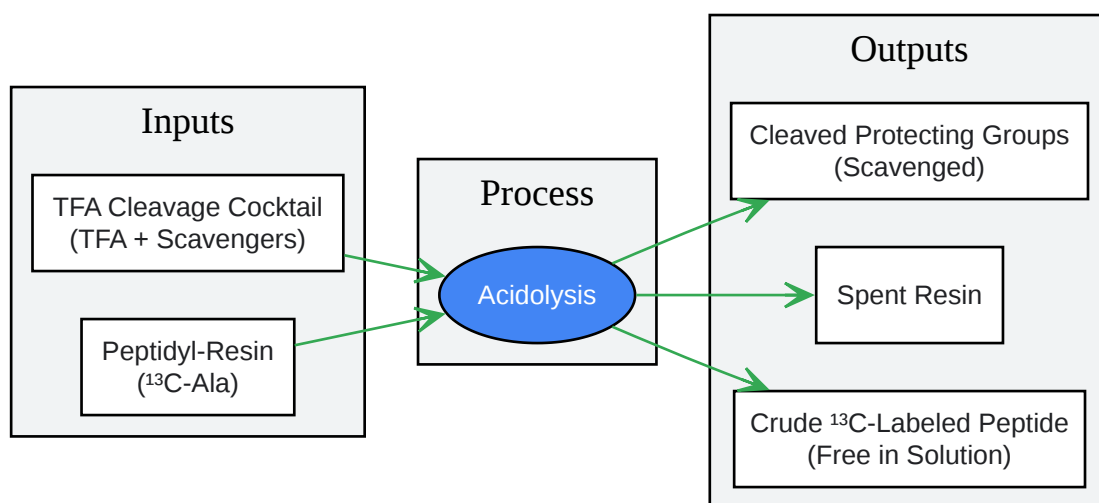 Inputs
TFA Cleavage Cocktail
(TFA + Scavengers)
Peptidyl-Resin
(¹³C-Ala)
Process
Acidolysis
Outputs
Cleaved Protecting Groups
(Scavenged)
Spent Resin
Crude ¹³C-Labeled Peptide
(Free in Solution)